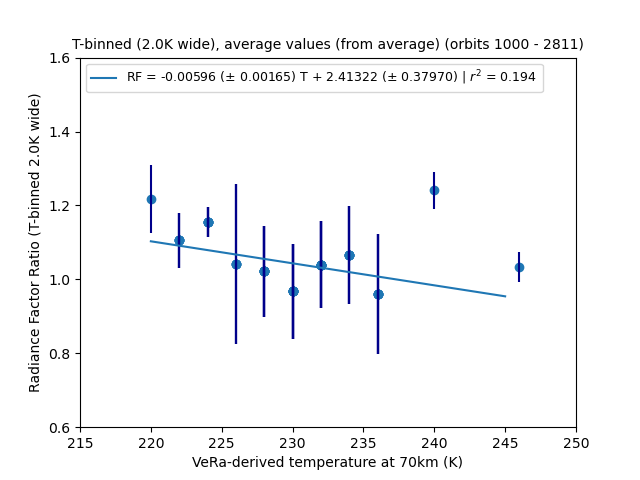 T-binned (2.0K wide), average values (from average) (orbits 1000 - 2811)
RF = -0.00596 (± 0.00165) T + 2.41322 (± 0.37970) | r² = 0.194
Radiance Factor Ratio (T-binned 2.0K wide)
1.6
1.4
1.2
1.0
0.8
0.6
215 220 225 230 235 240 245 250
VeRa-derived temperature at 70km (K)